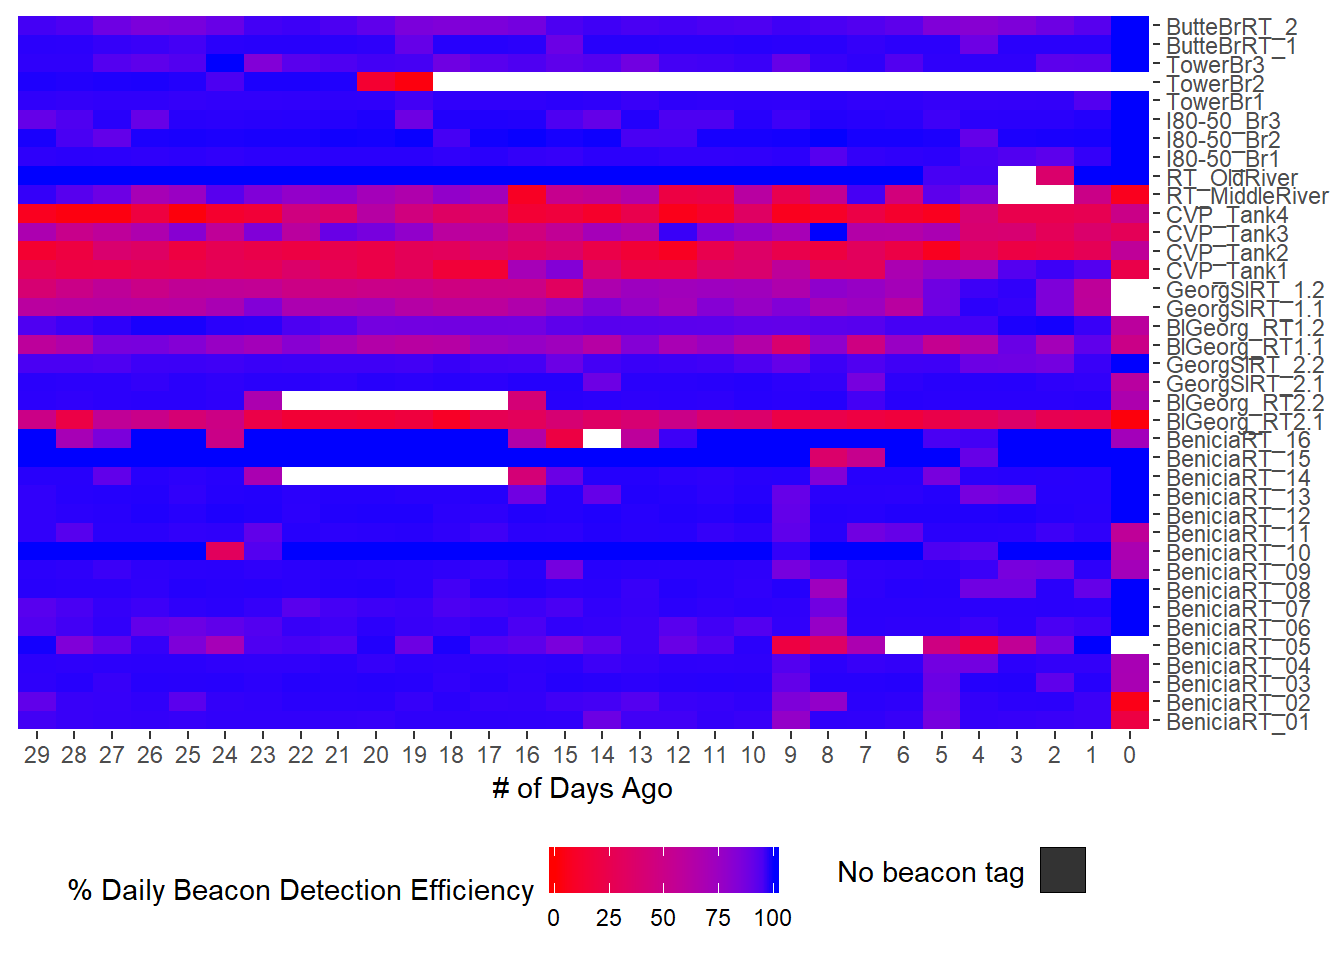 ButteBrRT_2
ButteBrRT_1
TowerBr3
TowerBr2
TowerBr1
I80-50_Br3
I80-50_Br2
I80-50_Br1
RT_OldRiver
RT_MiddleRiver
CVP_Tank4
CVP_Tank3
CVP_Tank2
CVP_Tank1
GeorgSlRT_1.2
GeorgSlRT_1.1
BlGeorg_RT1.2
BlGeorg_RT1.1
GeorgSlRT_2.2
GeorgSlRT_2.1
BlGeorg_RT2.2
BlGeorg_RT2.1
BeniciaRT_16
BeniciaRT_15
BeniciaRT_14
BeniciaRT_13
BeniciaRT_12
BeniciaRT_11
BeniciaRT_10
BeniciaRT_09
BeniciaRT_08
BeniciaRT_07
BeniciaRT_06
BeniciaRT_05
BeniciaRT_04
BeniciaRT_03
BeniciaRT_02
BeniciaRT_01
29 28 27 26 25 24 23 22 21 20 19 18 17 16 15 14 13 12 11 10 9 8 7 6 5 4 3 2 1 0
# of Days Ago
% Daily Beacon Detection Efficiency
0 25 50 75 100
No beacon tag